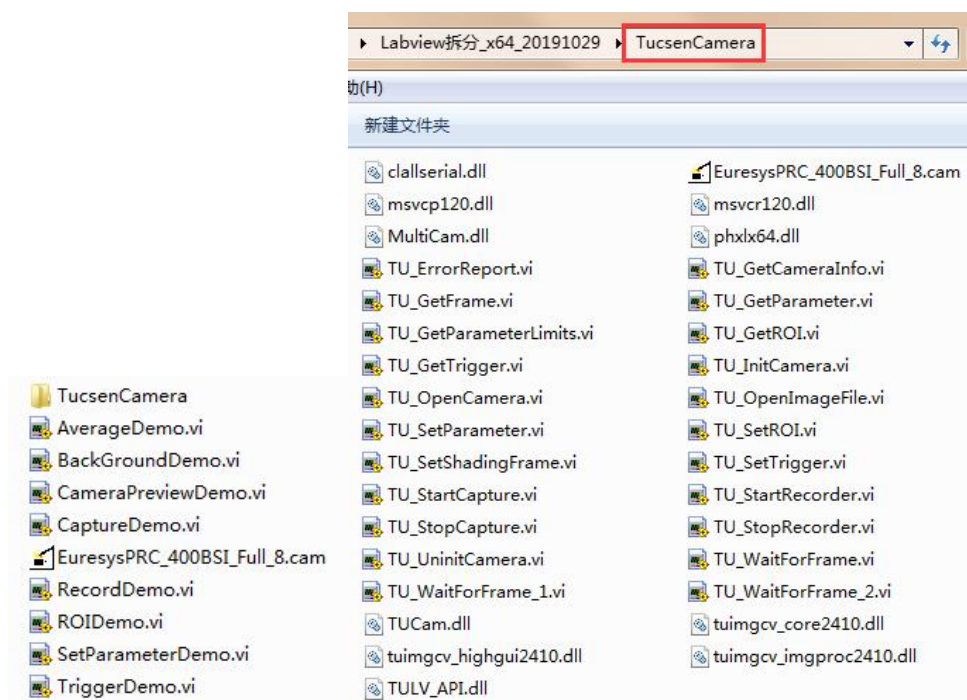 Labview拆分_x64_20191029 TucsenCamera
助(H)
新建文件夹
clallserial.dll EuresysPRC_400BSI_Full_8.cam
msvcp120.dll msvcr120.dll
MultiCam.dll phxlx64.dll
TU_ErrorReport.vi TU_GetCameraInfo.vi
TU_GetFrame.vi TU_GetParameter.vi
TU_GetParameterLimits.vi TU_GetROI.vi
TU_GetTrigger.vi TU_InitCamera.vi
TU_OpenCamera.vi TU_OpenImageFile.vi
TU_SetParameter.vi TU_SetROI.vi
TU_SetShadingFrame.vi TU_SetTrigger.vi
TU_StartCapture.vi TU_StartRecorder.vi
TU_StopCapture.vi TU_StopRecorder.vi
TU_UninitCamera.vi TU_WaitForFrame.vi
TU_WaitForFrame_1.vi TU_WaitForFrame_2.vi
TUCam.dll tuimgcv_core2410.dll
tuimgcv_highgui2410.dll tuimgcv_imgproc2410.dll
TULV_API.dll
TucsenCamera
AverageDemo.vi
BackGroundDemo.vi
CameraPreviewDemo.vi
CaptureDemo.vi
EuresysPRC_400BSI_Full_8.cam
RecordDemo.vi
ROIDemo.vi
SetParameterDemo.vi
TriggerDemo.vi